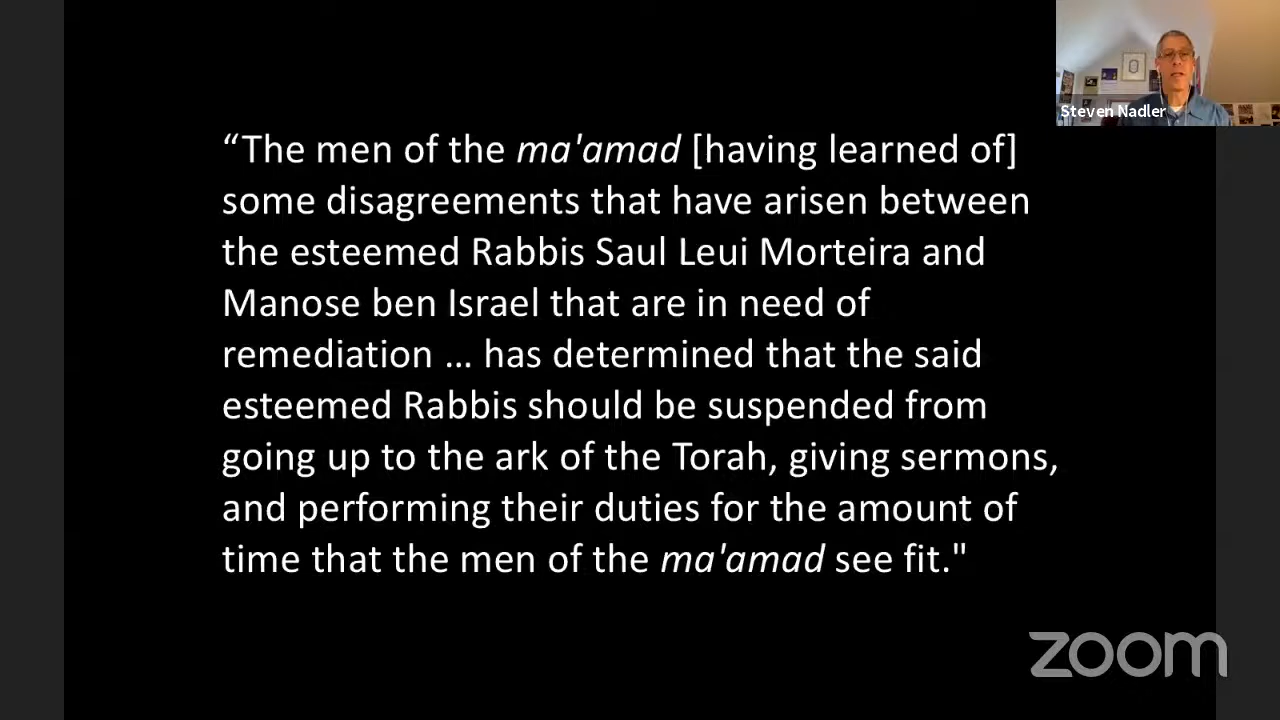 Steven Nadler
“The men of the ma'amad [having learned of]
some disagreements that have arisen between
the esteemed Rabbis Saul Leui Morteira and
Manose ben Israel that are in need of
remediation … has determined that the said
esteemed Rabbis should be suspended from
going up to the ark of the Torah, giving sermons,
and performing their duties for the amount of
time that the men of the ma'amad see fit."
zoom